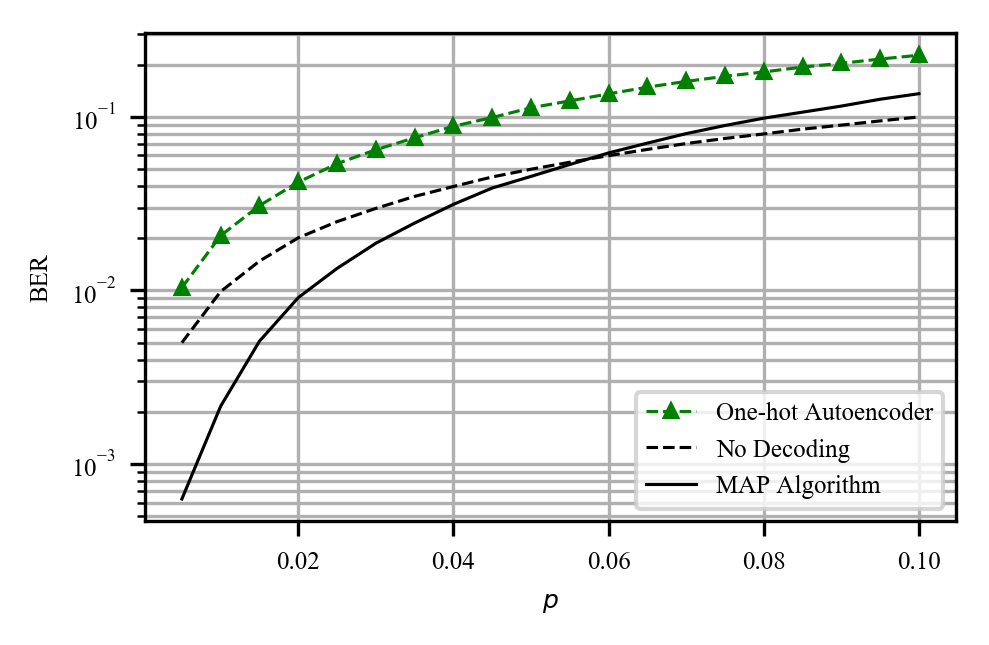 10⁻¹
10⁻²
10⁻³
BER
0.02 0.04 0.06 0.08 0.10
p
One-hot Autoencoder
No Decoding
MAP Algorithm